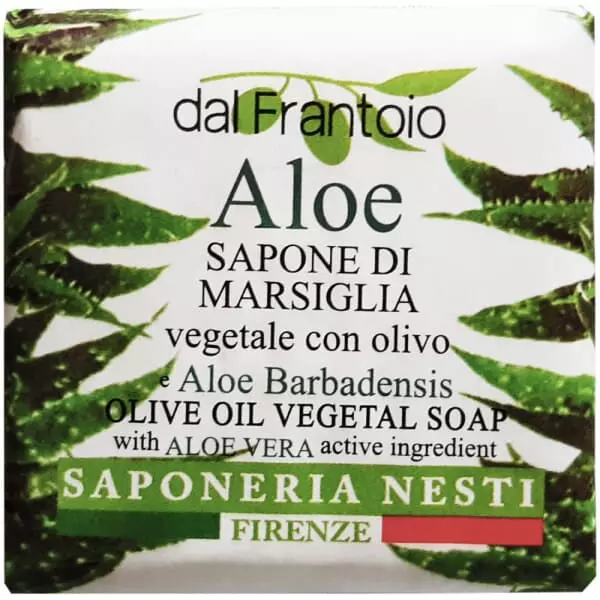 dal Frantoio
Aloe
SAPONE DI
MARSIGLIA
vegetale con olivo
e Aloe Barbadensis
OLIVE OIL VEGETAL SOAP
with ALOE VERA active ingredient
SAPONERIA NESTI
FIRENZE